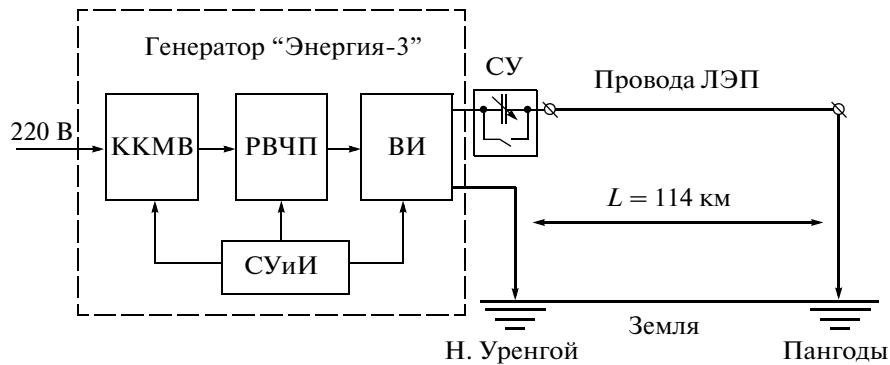 Генератор “Энергия-3”
СУ
Провода ЛЭП
220 В
ККМВ
РВЧП
ВИ
L = 114 км
СУиИ
Земля
Н. Уренгой
Пангоды